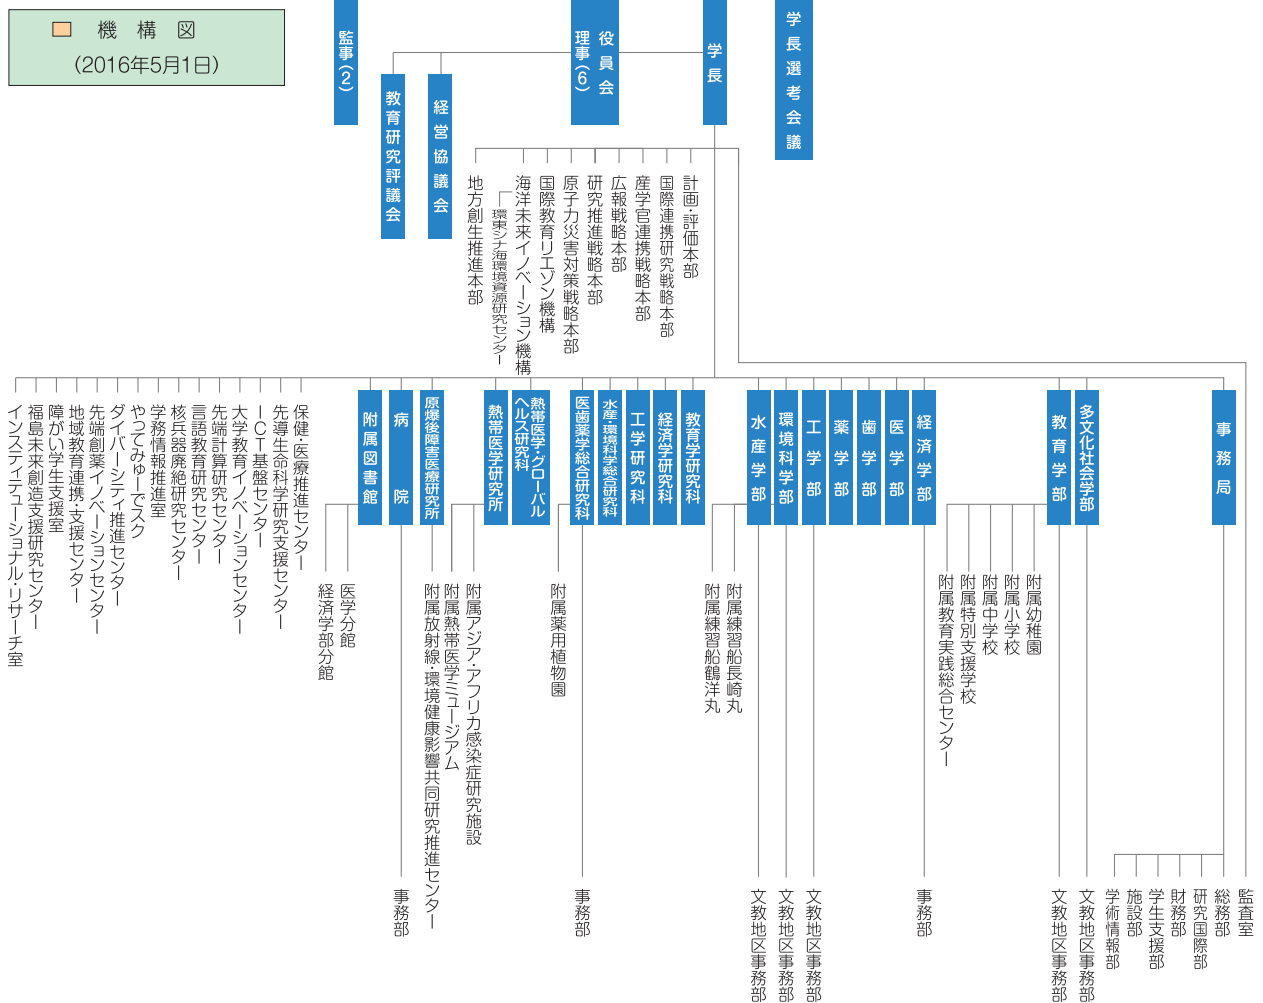 機構図
(2016年5月1日)
学長選考会議
学長
役員会
理事(6)
監事(2)
経営協議会
教育研究評議会
計画・評価本部
国際連携研究戦略本部
産学官連携戦略本部
広報戦略本部
研究推進戦略本部
原子力災害対策戦略本部
国際教育リエゾン機構
海洋未来イノベーション機構
環東シナ海環境資源研究センター
地方創生推進本部
事務局
多文化社会学部
教育学部
経済学部
医学部
歯学部
薬学部
工学部
環境科学部
水産学部
教育学研究科
経済学研究科
工学研究科
水産・環境科学総合研究科
医歯薬学総合研究科
熱帯医学・グローバル
ヘルス研究科
熱帯医学研究所
原爆後障害医療研究所
病院
附属図書館
保健・医療推進センター
先導生命科学研究支援センター
ICT基盤センター
大学教育イノベーションセンター
先端計算研究センター
言語教育研究センター
核兵器廃絶研究センター
学務情報推進室
やってみゅーでスク
ダイバーシティ推進センター
先端創薬イノベーションセンター
地域教育連携・支援センター
障がい学生支援室
福島未来創造支援研究センター
インスティテューショナル・リサーチ室
附属幼稚園
附属小学校
附属中学校
附属特別支援学校
附属教育実践総合センター
附属練習船長崎丸
附属練習船鶴洋丸
附属薬用植物園
附属アジア・アフリカ感染症研究施設
附属熱帯医学ミュージアム
附属放射線・環境健康影響共同研究推進センター
医学分館
経済学部分館
監査室
総務部
研究国際部
財務部
学生支援部
施設部
学術情報部
文教地区事務部
文教地区事務部
事務部
文教地区事務部
文教地区事務部
文教地区事務部
事務部
事務部